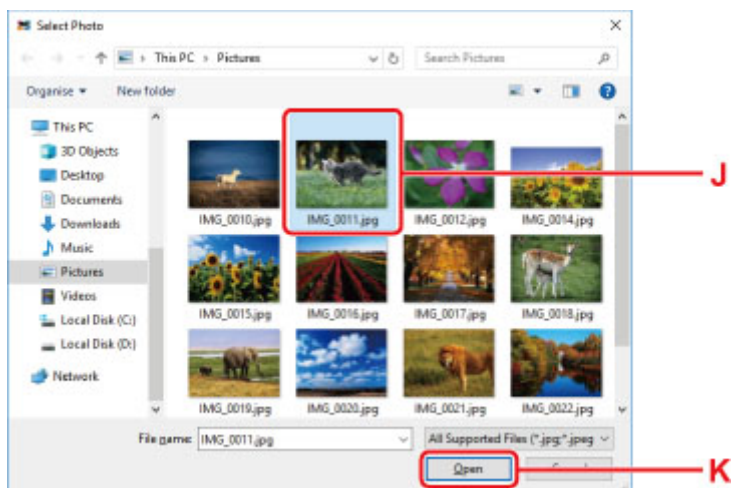 Select Photo
This PC > Pictures
Search Pictures
Organise
New folder
This PC
3D Objects
Desktop
Documents
Downloads
Music
Pictures
Videos
Local Disk (C:)
Local Disk (D:)
Network
IMG_0010.jpg IMG_0011.jpg IMG_0012.jpg IMG_0014.jpg
J
IMG_0015.jpg IMG_0016.jpg IMG_0017.jpg IMG_0018.jpg
IMG_0019.jpg IMG_0020.jpg IMG_0021.jpg IMG_0022.jpg
File name: IMG_0011.jpg
All Supported Files (*.jpg;*.jpeg
Open
K